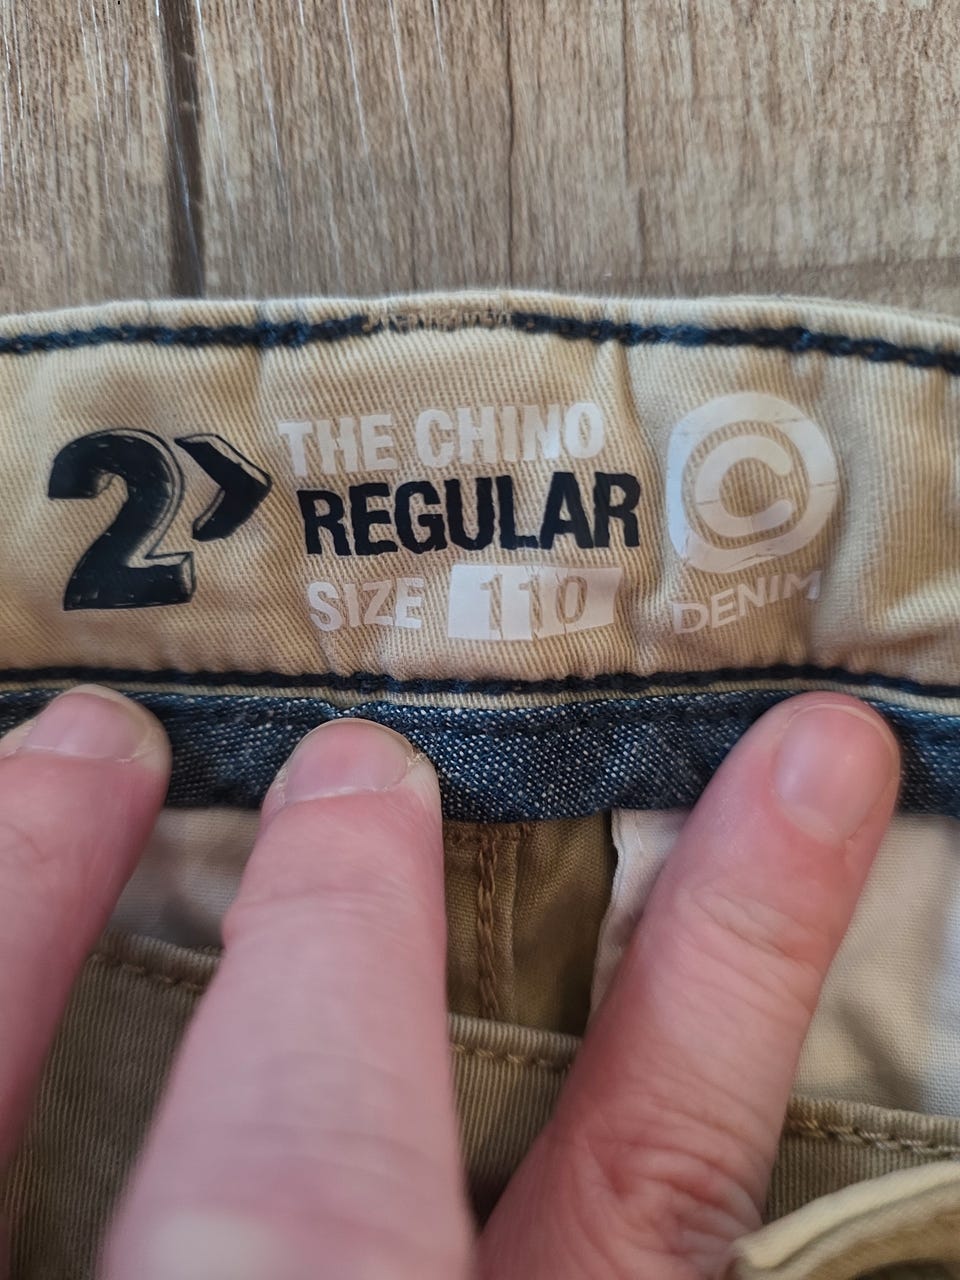 2>
THE CHINO
REGULAR
SIZE 110
C
DENIM